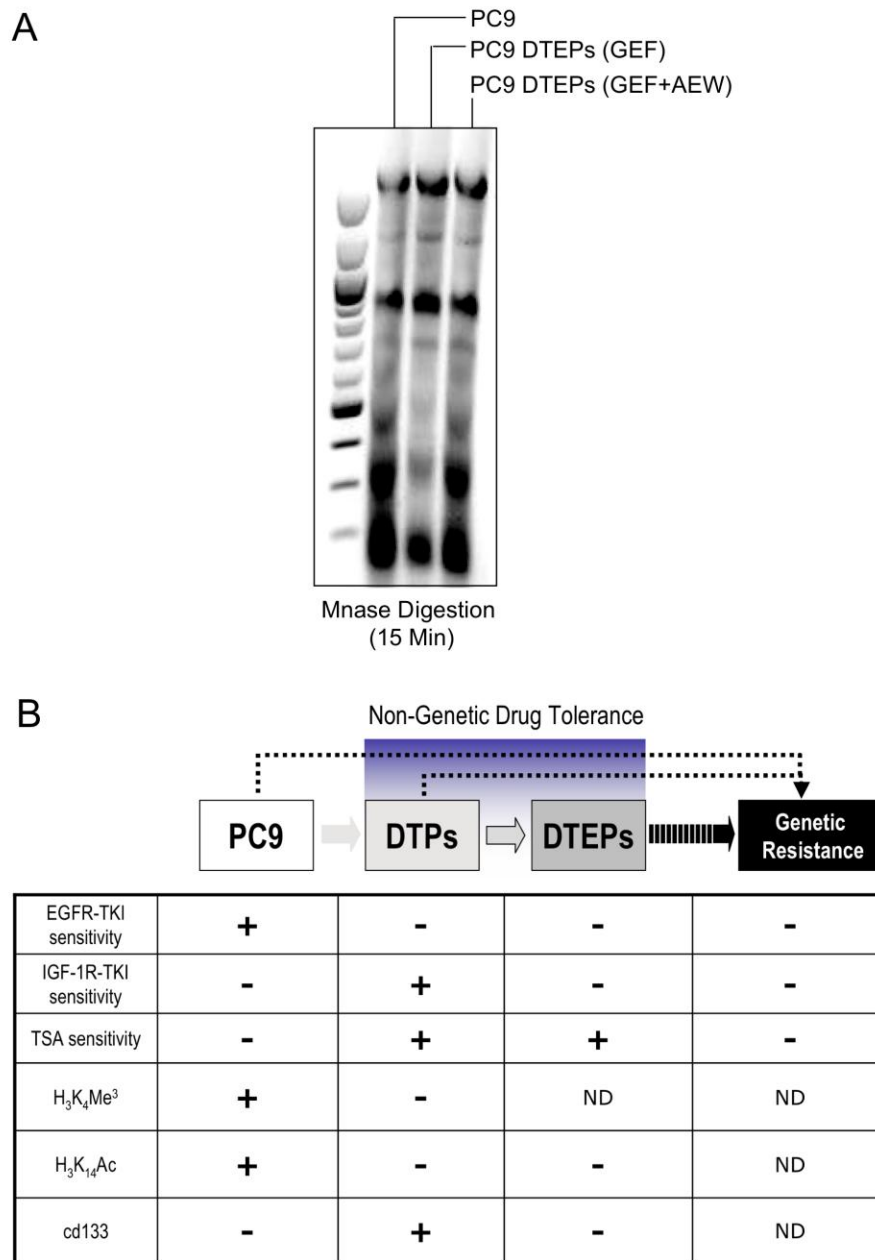 A
PC9
PC9 DTEPs (GEF)
PC9 DTEPs (GEF+AEW)
Mnase Digestion
(15 Min)
B
Non-Genetic Drug Tolerance
PC9 DTPs DTEPs Genetic
Resistance
EGFR-TKI
sensitivity + - - -
IGF-1R-TKI
sensitivity - + - -
TSA sensitivity - + + -
H₃K₄Me³ + - ND ND
H₃K₁₄Ac + - - ND
cd133 - + - ND